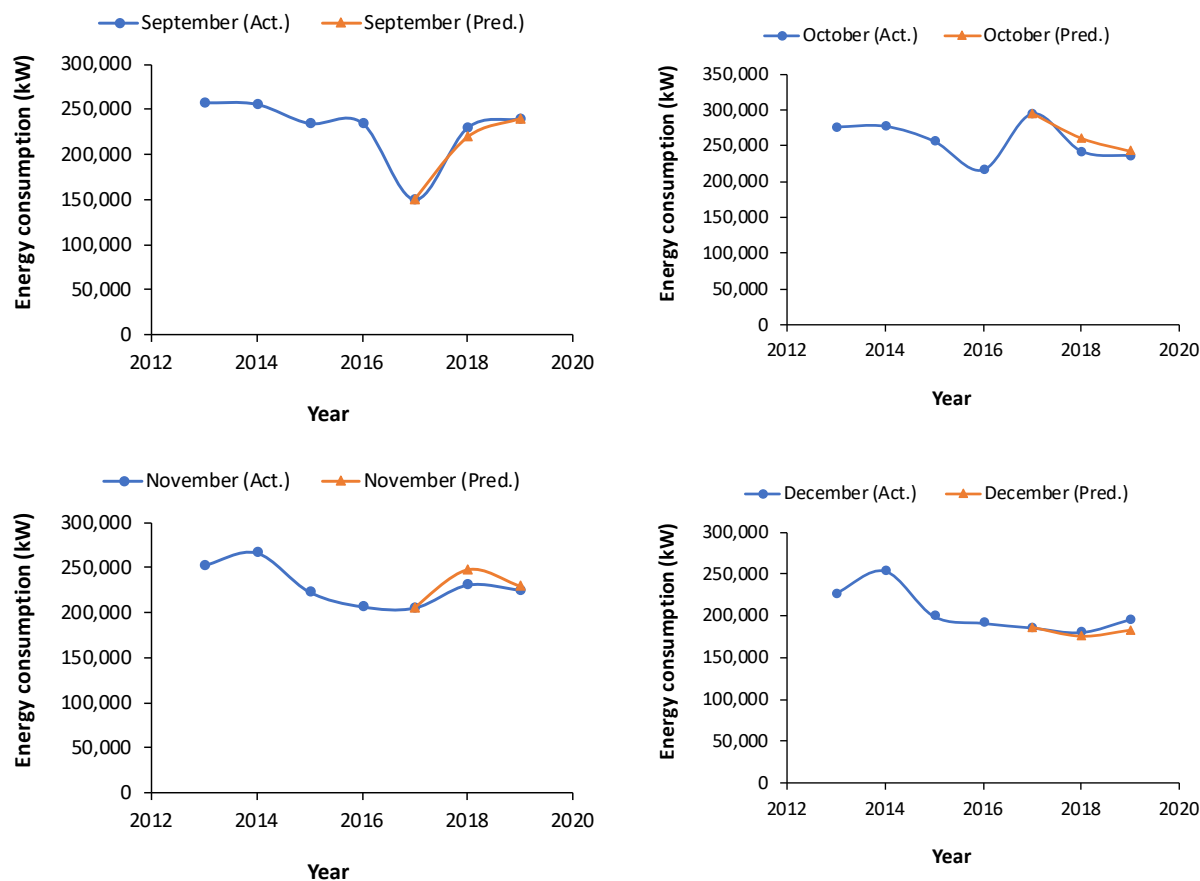 September (Act.) September (Pred.)
Energy consumption (kW)
300,000
250,000
200,000
150,000
100,000
50,000
0
2012 2014 2016 2018 2020
Year
October (Act.) October (Pred.)
Energy consumption (kW)
350,000
300,000
250,000
200,000
150,000
100,000
50,000
0
2012 2014 2016 2018 2020
Year
November (Act.) November (Pred.)
Energy consumption (kW)
300,000
250,000
200,000
150,000
100,000
50,000
0
2012 2014 2016 2018 2020
Year
December (Act.) December (Pred.)
Energy consumption (kW)
300,000
250,000
200,000
150,000
100,000
50,000
0
2012 2014 2016 2018 2020
Year